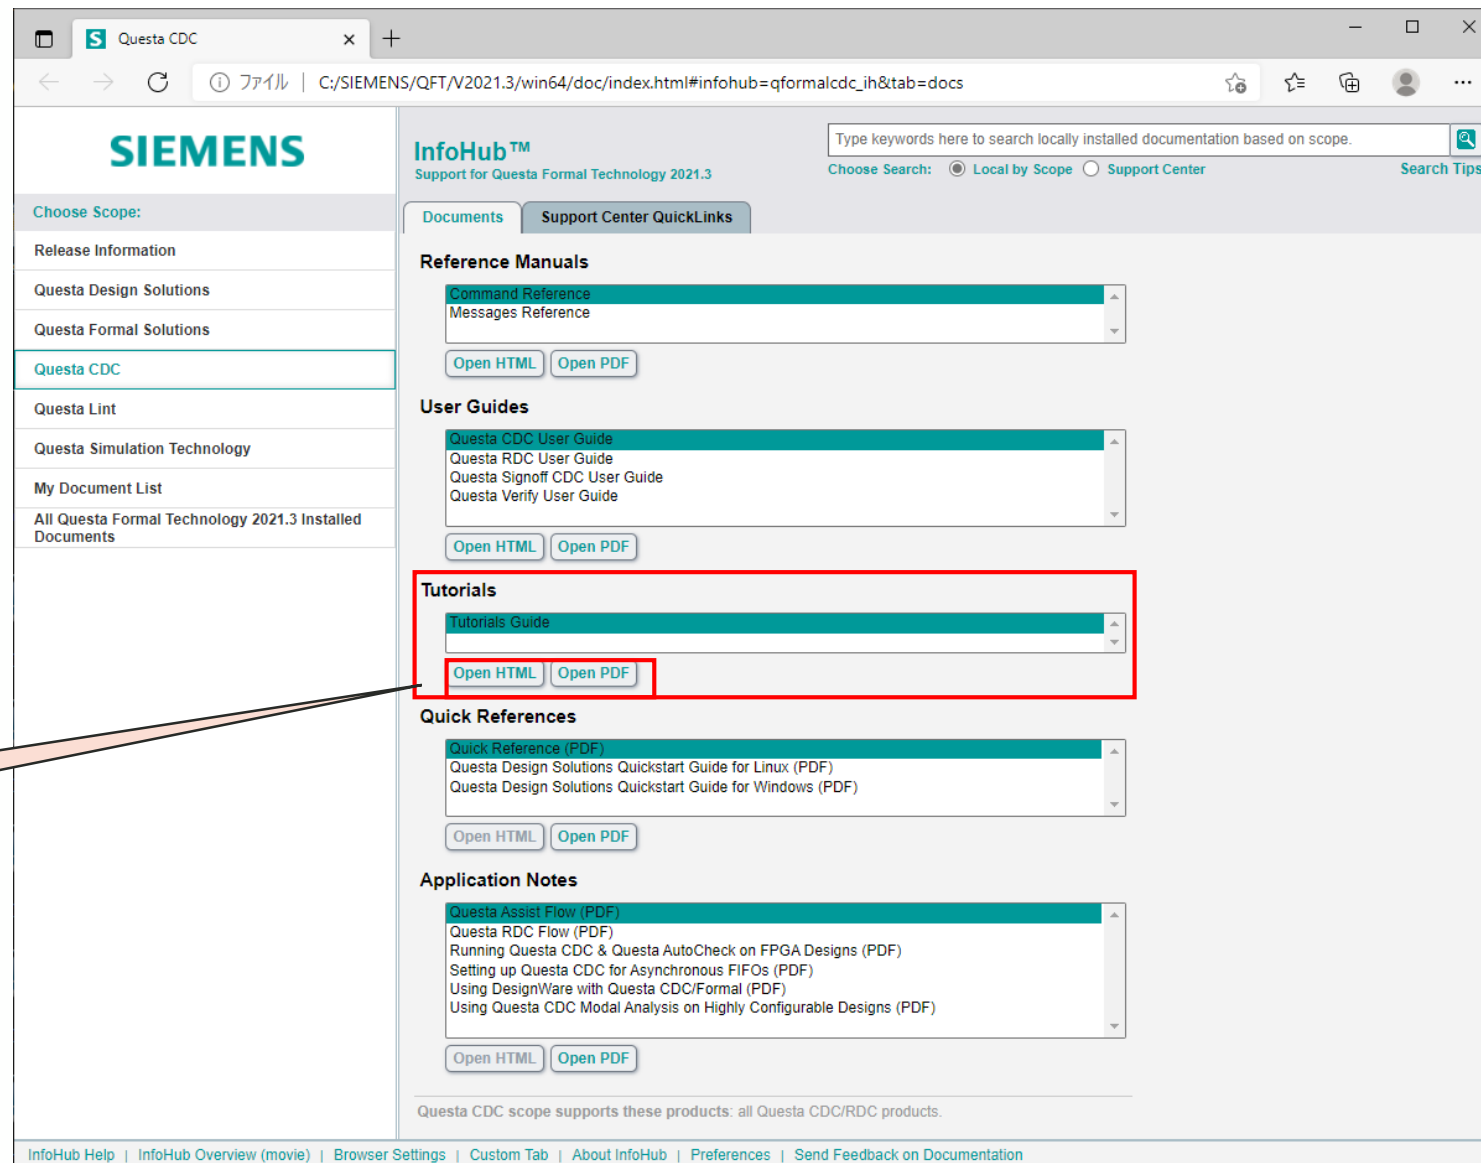 Questa CDC
ファイル
C:/SIEMENS/QFT/V2021.3/win64/doc/index.html#infohub=qformalcdc_ih&tab=docs
SIEMENS
Choose Scope:
Release Information
Questa Design Solutions
Questa Formal Solutions
Questa CDC
Questa Lint
Questa Simulation Technology
My Document List
All Questa Formal Technology 2021.3 Installed
Documents
InfoHub™
Support for Questa Formal Technology 2021.3
Type keywords here to search locally installed documentation based on scope.
Choose Search: Local by Scope Support Center
Search Tips
Documents
Support Center QuickLinks
Reference Manuals
Command Reference
Messages Reference
Open HTML Open PDF
User Guides
Questa CDC User Guide
Questa RDC User Guide
Questa Signoff CDC User Guide
Questa Verify User Guide
Open HTML Open PDF
Tutorials
Tutorials Guide
Open HTML Open PDF
Quick References
Quick Reference (PDF)
Questa Design Solutions Quickstart Guide for Linux (PDF)
Questa Design Solutions Quickstart Guide for Windows (PDF)
Open HTML Open PDF
Application Notes
Questa Assist Flow (PDF)
Questa RDC Flow (PDF)
Running Questa CDC & Questa AutoCheck on FPGA Designs (PDF)
Setting up Questa CDC for Asynchronous FIFOs (PDF)
Using DesignWare with Questa CDC/Formal (PDF)
Using Questa CDC Modal Analysis on Highly Configurable Designs (PDF)
Open HTML Open PDF
Questa CDC scope supports these products: all Questa CDC/RDC products.
InfoHub Help | InfoHub Overview (movie) | Browser Settings | Custom Tab | About InfoHub | Preferences | Send Feedback on Documentation